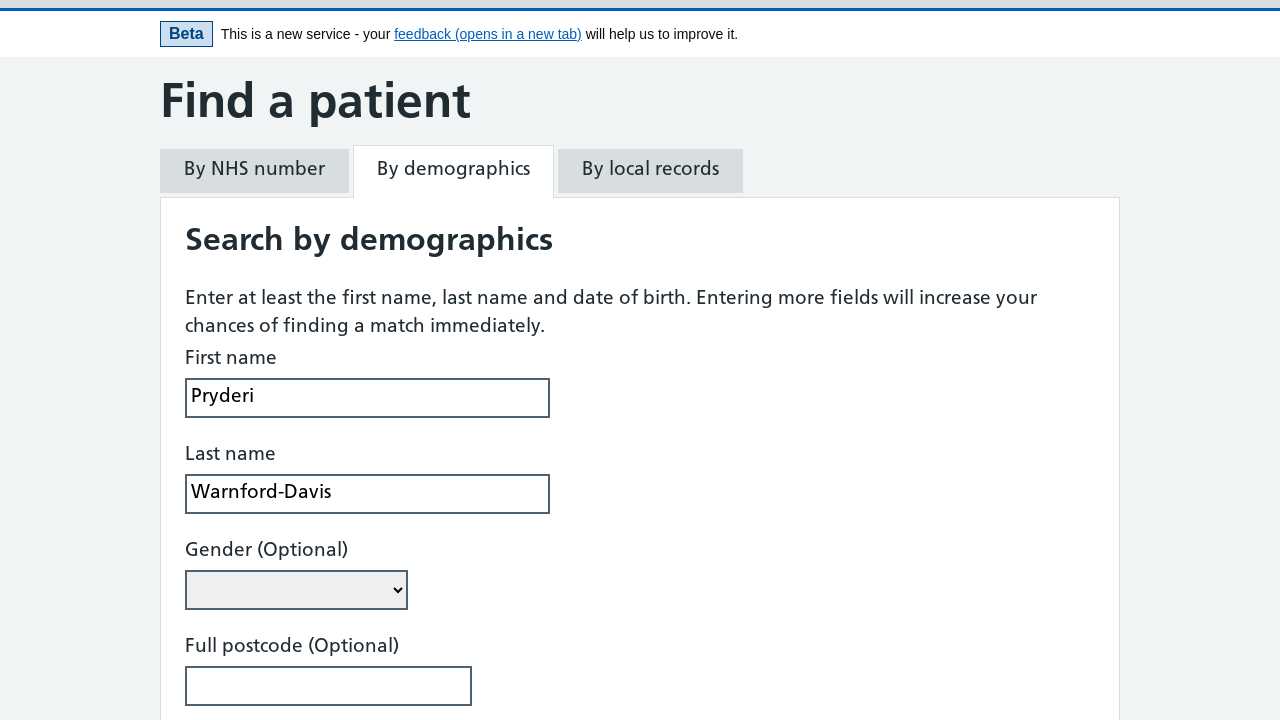 Beta This is a new service - your feedback (opens in a new tab) will help us to improve it.
Find a patient
By NHS number By demographics By local records
Search by demographics
Enter at least the first name, last name and date of birth. Entering more fields will increase your
chances of finding a match immediately.
First name
Pryderi
Last name
Warnford-Davis
Gender (Optional)
Full postcode (Optional)